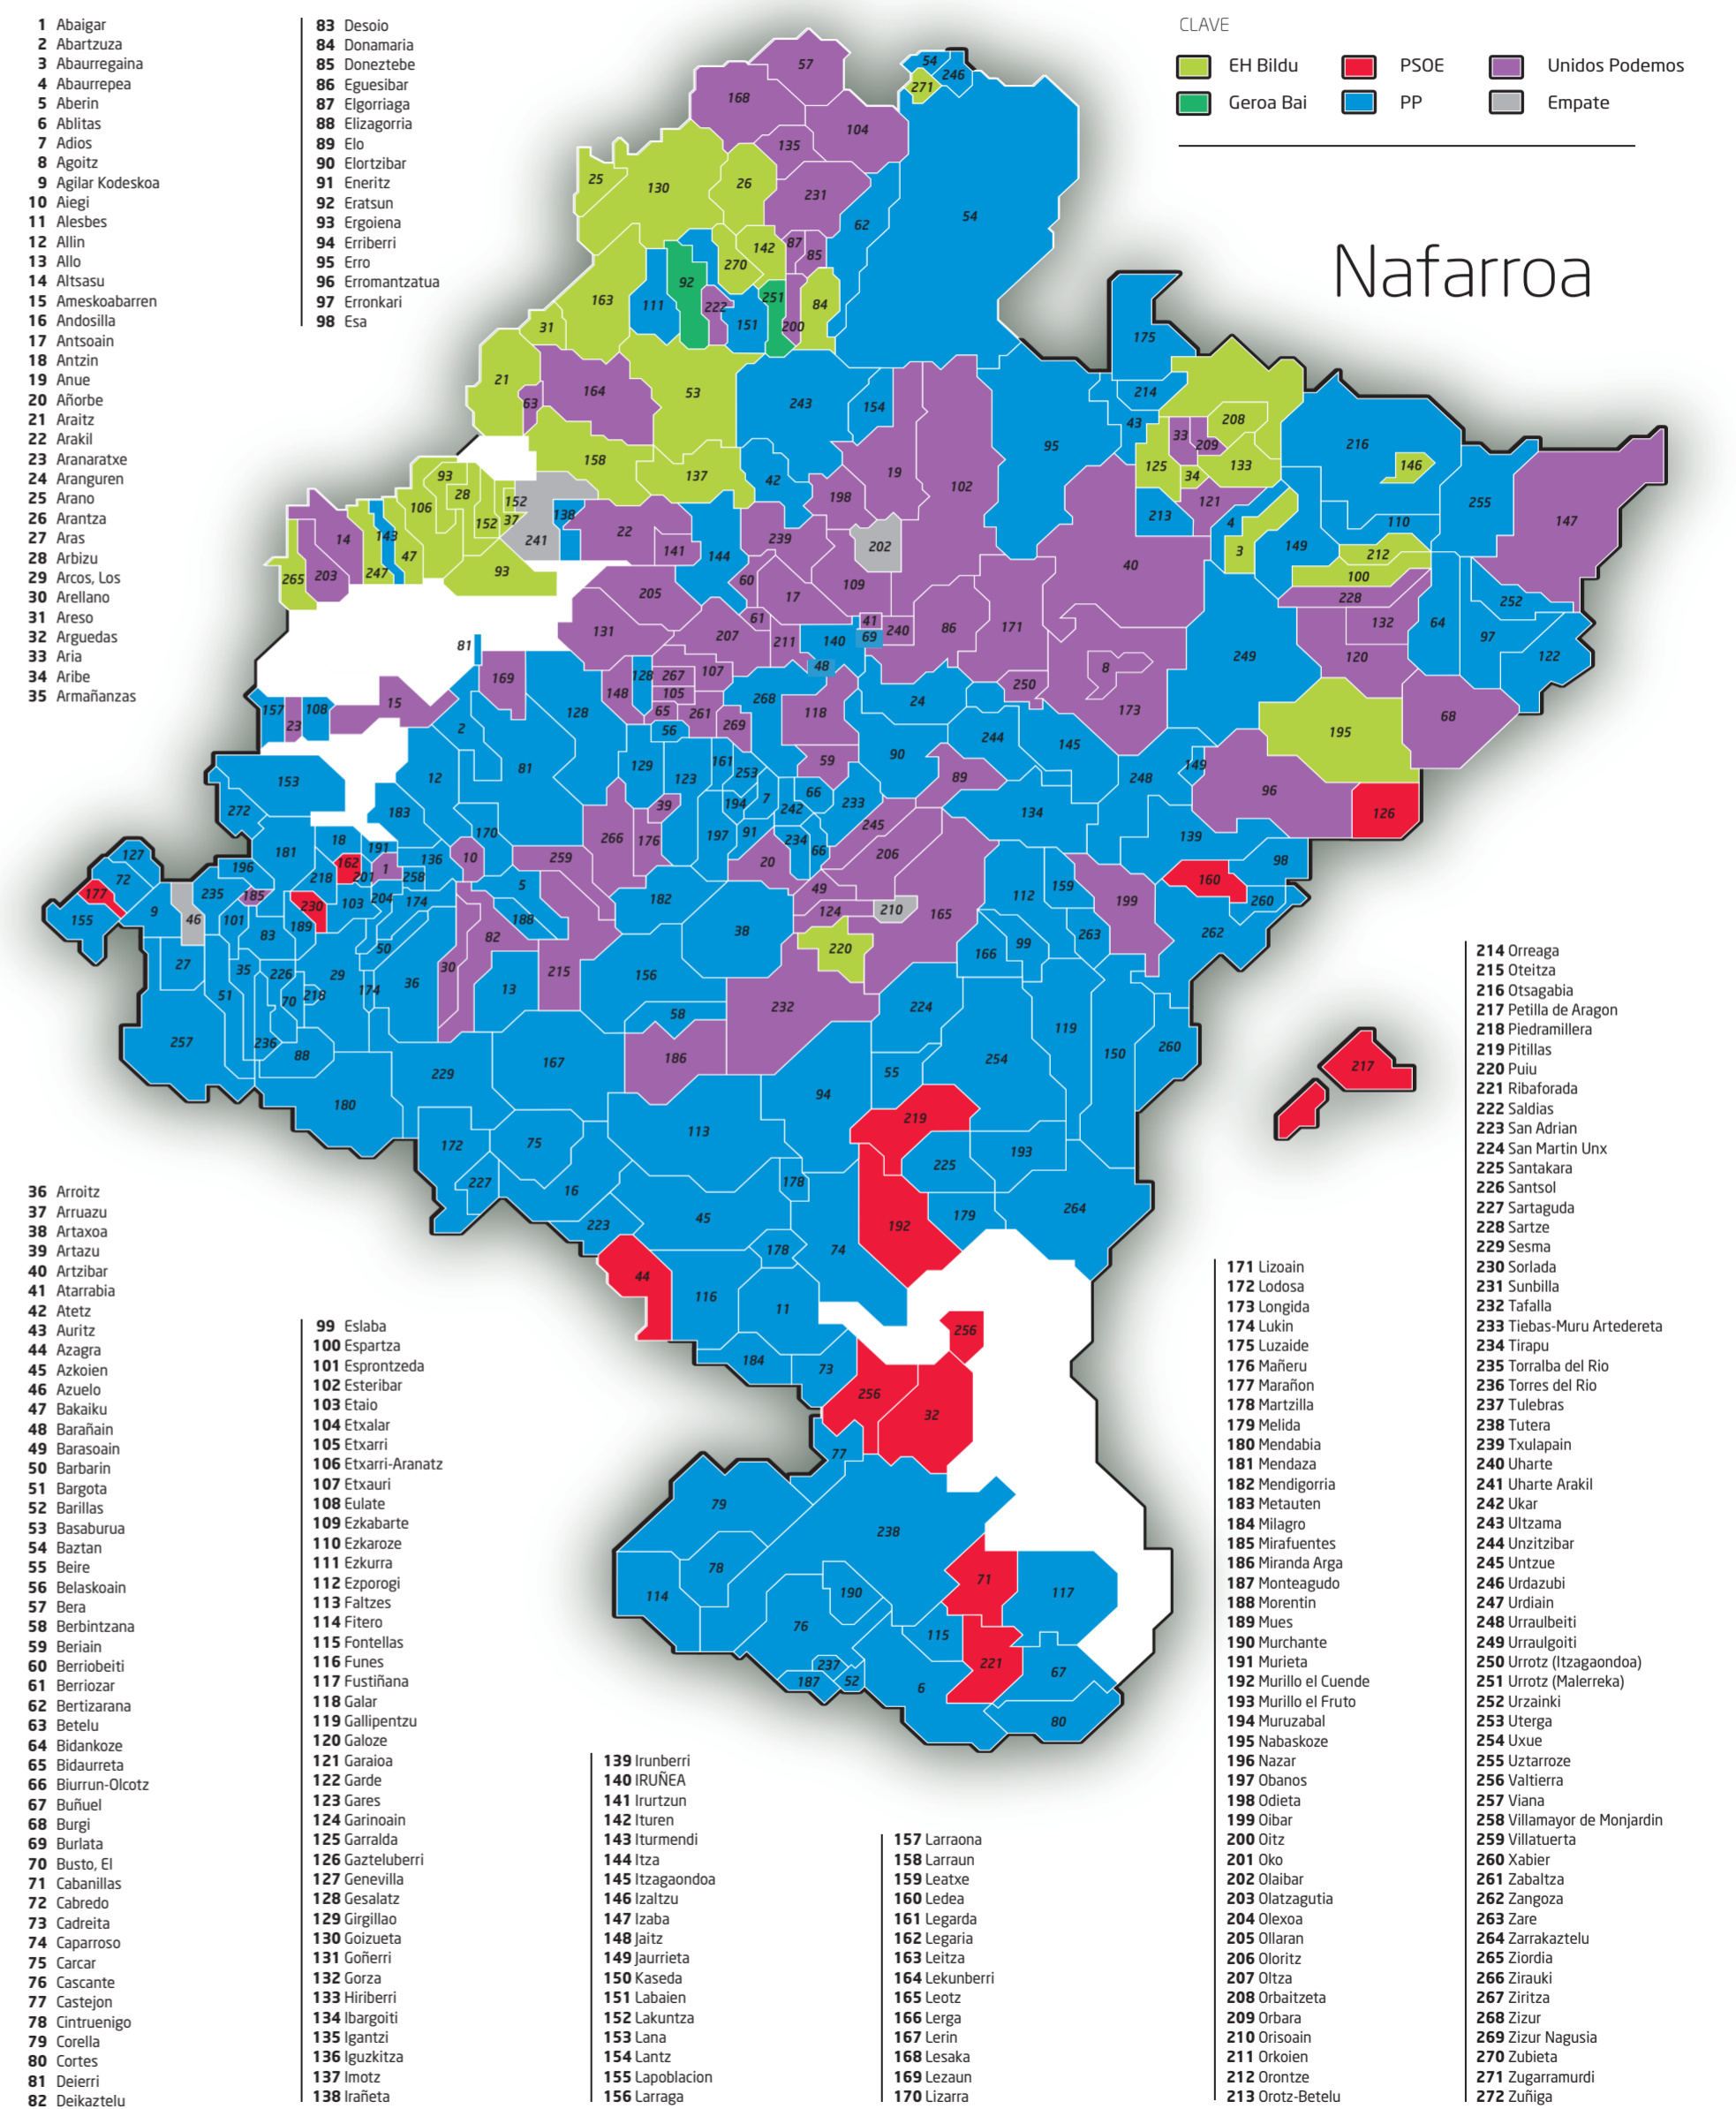 1 Abaigar
2 Abartzuza
3 Abaurregaina
4 Abaurrepea
5 Aberin
6 Ablitas
7 Adios
8 Agoitz
9 Agilar Kodeskoa
10 Aiegi
11 Alesbes
12 Allin
13 Allo
14 Altsasu
15 Ameskoabarren
16 Andosilla
17 Antsoain
18 Antzin
19 Anue
20 Añorbe
21 Araitz
22 Arakil
23 Aranaratxe
24 Aranguren
25 Arano
26 Arantza
27 Aras
28 Arbizu
29 Arcos, Los
30 Arellano
31 Areso
32 Arguedas
33 Aria
34 Aribe
35 Armañanzas
83 Desoio
84 Donamaria
85 Doneztebe
86 Eguesibar
87 Elgorriaga
88 Elizagorria
89 Elo
90 Elortzibar
91 Eneritz
92 Eratsun
93 Ergoiena
94 Erriberri
95 Erro
96 Erromantzatua
97 Erronkari
98 Esa
CLAVE
EH Bildu
PSOE
Unidos Podemos
Geroa Bai
PP
Empate
Nafarroa
36 Arroitz
37 Arruazu
38 Artaxoa
39 Artazu
40 Artzibar
41 Atarrabia
42 Atetz
43 Auritz
44 Azagra
45 Azkoien
46 Azuelo
47 Bakaiku
48 Barañain
49 Barasoain
50 Barbarin
51 Bargota
52 Barillas
53 Basaburua
54 Baztan
55 Beire
56 Belaskoain
57 Bera
58 Berbintzana
59 Beriain
60 Berriobeiti
61 Berriozar
62 Bertizarana
63 Betelu
64 Bidankoze
65 Bidaurreta
66 Biurrun-Olcotz
67 Buñuel
68 Burgi
69 Burlata
70 Busto, El
71 Cabanillas
72 Cabredo
73 Cadreita
74 Caparroso
75 Carcar
76 Cascante
77 Castejon
78 Cintruenigo
79 Corella
80 Cortes
81 Deierri
82 Deikaztelu
99 Eslaba
100 Espartza
101 Esprontzeda
102 Esteribar
103 Etaio
104 Etxalar
105 Etxarri
106 Etxarri-Aranatz
107 Etxauri
108 Eulate
109 Ezkabarte
110 Ezkaroze
111 Ezkurra
112 Ezporogi
113 Faltzes
114 Fitero
115 Fontellas
116 Funes
117 Fustiñana
118 Galar
119 Gallipentzu
120 Galoze
121 Garaioa
122 Garde
123 Gares
124 Garinoain
125 Garralda
126 Gazteluberri
127 Genevilla
128 Gesalatz
129 Girgillao
130 Goizueta
131 Goñerri
132 Gorza
133 Hiriberri
134 Ibargoiti
135 Igantzi
136 Iguzkitza
137 Imotz
138 Irañeta
139 Irunberri
140 IRUÑEA
141 Irurtzun
142 Ituren
143 Iturmendi
144 Itza
145 Itzagaondoa
146 Izaltzu
147 Izaba
148 Jaitz
149 Jaurrieta
150 Kaseda
151 Labaien
152 Lakuntza
153 Lana
154 Lantz
155 Lapoblacion
156 Larraga
157 Larraona
158 Larraun
159 Leatxe
160 Ledea
161 Legarda
162 Legaria
163 Leitza
164 Lekunberri
165 Leotz
166 Lerga
167 Lerin
168 Lesaka
169 Lezaun
170 Lizarra
171 Lizoain
172 Lodosa
173 Longida
174 Lukin
175 Luzaide
176 Mañeru
177 Marañon
178 Martzilla
179 Melida
180 Mendabia
181 Mendaza
182 Mendigorria
183 Metauten
184 Milagro
185 Mirafuentes
186 Miranda Arga
187 Monteagudo
188 Morentin
189 Mues
190 Murchante
191 Murieta
192 Murillo el Cuende
193 Murillo el Fruto
194 Muruzabal
195 Nabaskoze
196 Nazar
197 Obanos
198 Odieta
199 Oibar
200 Oitz
201 Oko
202 Olaibar
203 Olatzagutia
204 Olexoa
205 Ollaran
206 Oloritz
207 Oltza
208 Orbaitzeta
209 Orbara
210 Orisoain
211 Orkoien
212 Orontze
213 Orotz-Betelu
214 Orreaga
215 Oteitza
216 Otsagabia
217 Petilla de Aragon
218 Piedramillera
219 Pitillas
220 Puiu
221 Ribaforada
222 Saldias
223 San Adrian
224 San Martin Unx
225 Santakara
226 Santsol
227 Sartaguda
228 Sartze
229 Sesma
230 Sorlada
231 Sunbilla
232 Tafalla
233 Tiebas-Muru Artedereta
234 Tirapu
235 Torralba del Rio
236 Torres del Rio
237 Tulebras
238 Tutera
239 Txulapain
240 Uharte
241 Uharte Arakil
242 Ukar
243 Ultzama
244 Unzitzibar
245 Untzue
246 Urdazubi
247 Urdiain
248 Urraulbeiti
249 Urraulgoiti
250 Urrotz (Itzagaondoa)
251 Urrotz (Malerreka)
252 Urzainki
253 Uterga
254 Uxue
255 Uztarroze
256 Valtierra
257 Viana
258 Villamayor de Monjardin
259 Villatuerta
260 Xabier
261 Zabaltza
262 Zangoza
263 Zare
264 Zarrakaztelu
265 Ziordia
266 Zirauki
267 Ziritza
268 Zizur
269 Zizur Nagusia
270 Zubieta
271 Zugarramurdi
272 Zuñiga